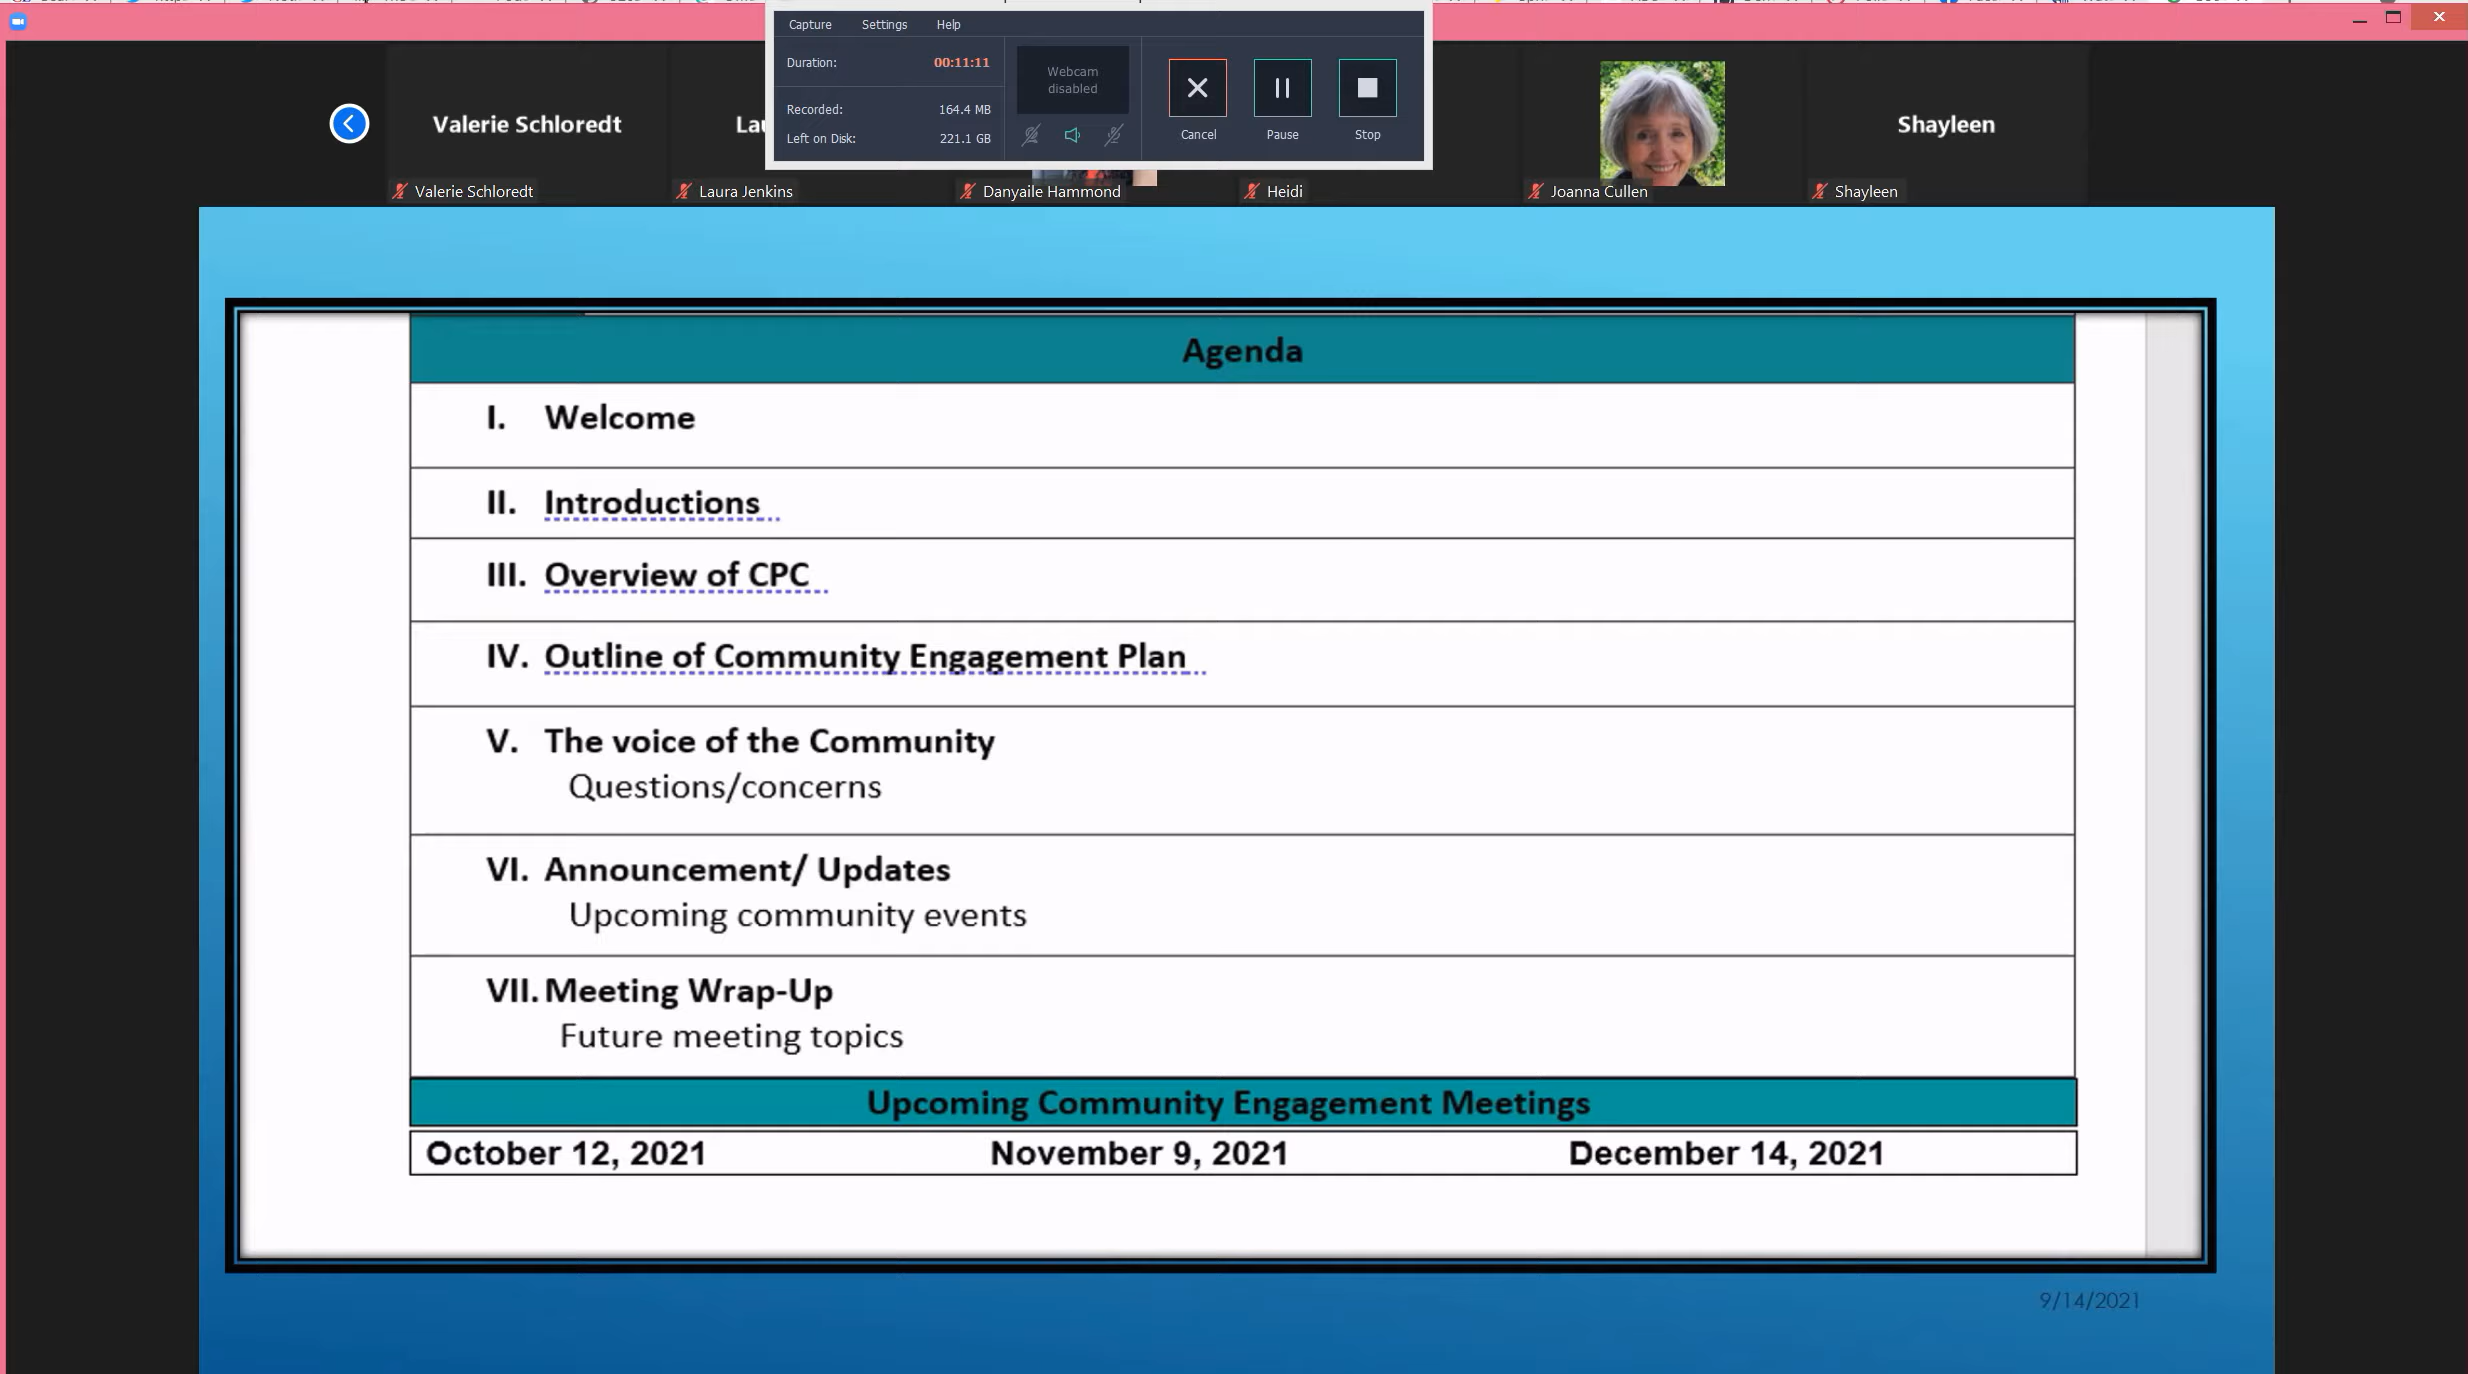 Capture Settings Help
Duration: 00:11:11
Webcam
disabled
Recorded: 164.4 MB
Left on Disk: 221.1 GB
Cancel Pause Stop
Valerie Schloredt
Shayleen
Valerie Schloredt
Laura Jenkins
Danyaile Hammond
Heidi
Joanna Cullen
Shayleen
Agenda
I. Welcome
II. Introductions
III. Overview of CPC
IV. Outline of Community Engagement Plan
V. The voice of the Community
Questions/concerns
VI. Announcement/ Updates
Upcoming community events
VII. Meeting Wrap-Up
Future meeting topics
Upcoming Community Engagement Meetings
October 12, 2021 November 9, 2021 December 14, 2021
9/14/2021